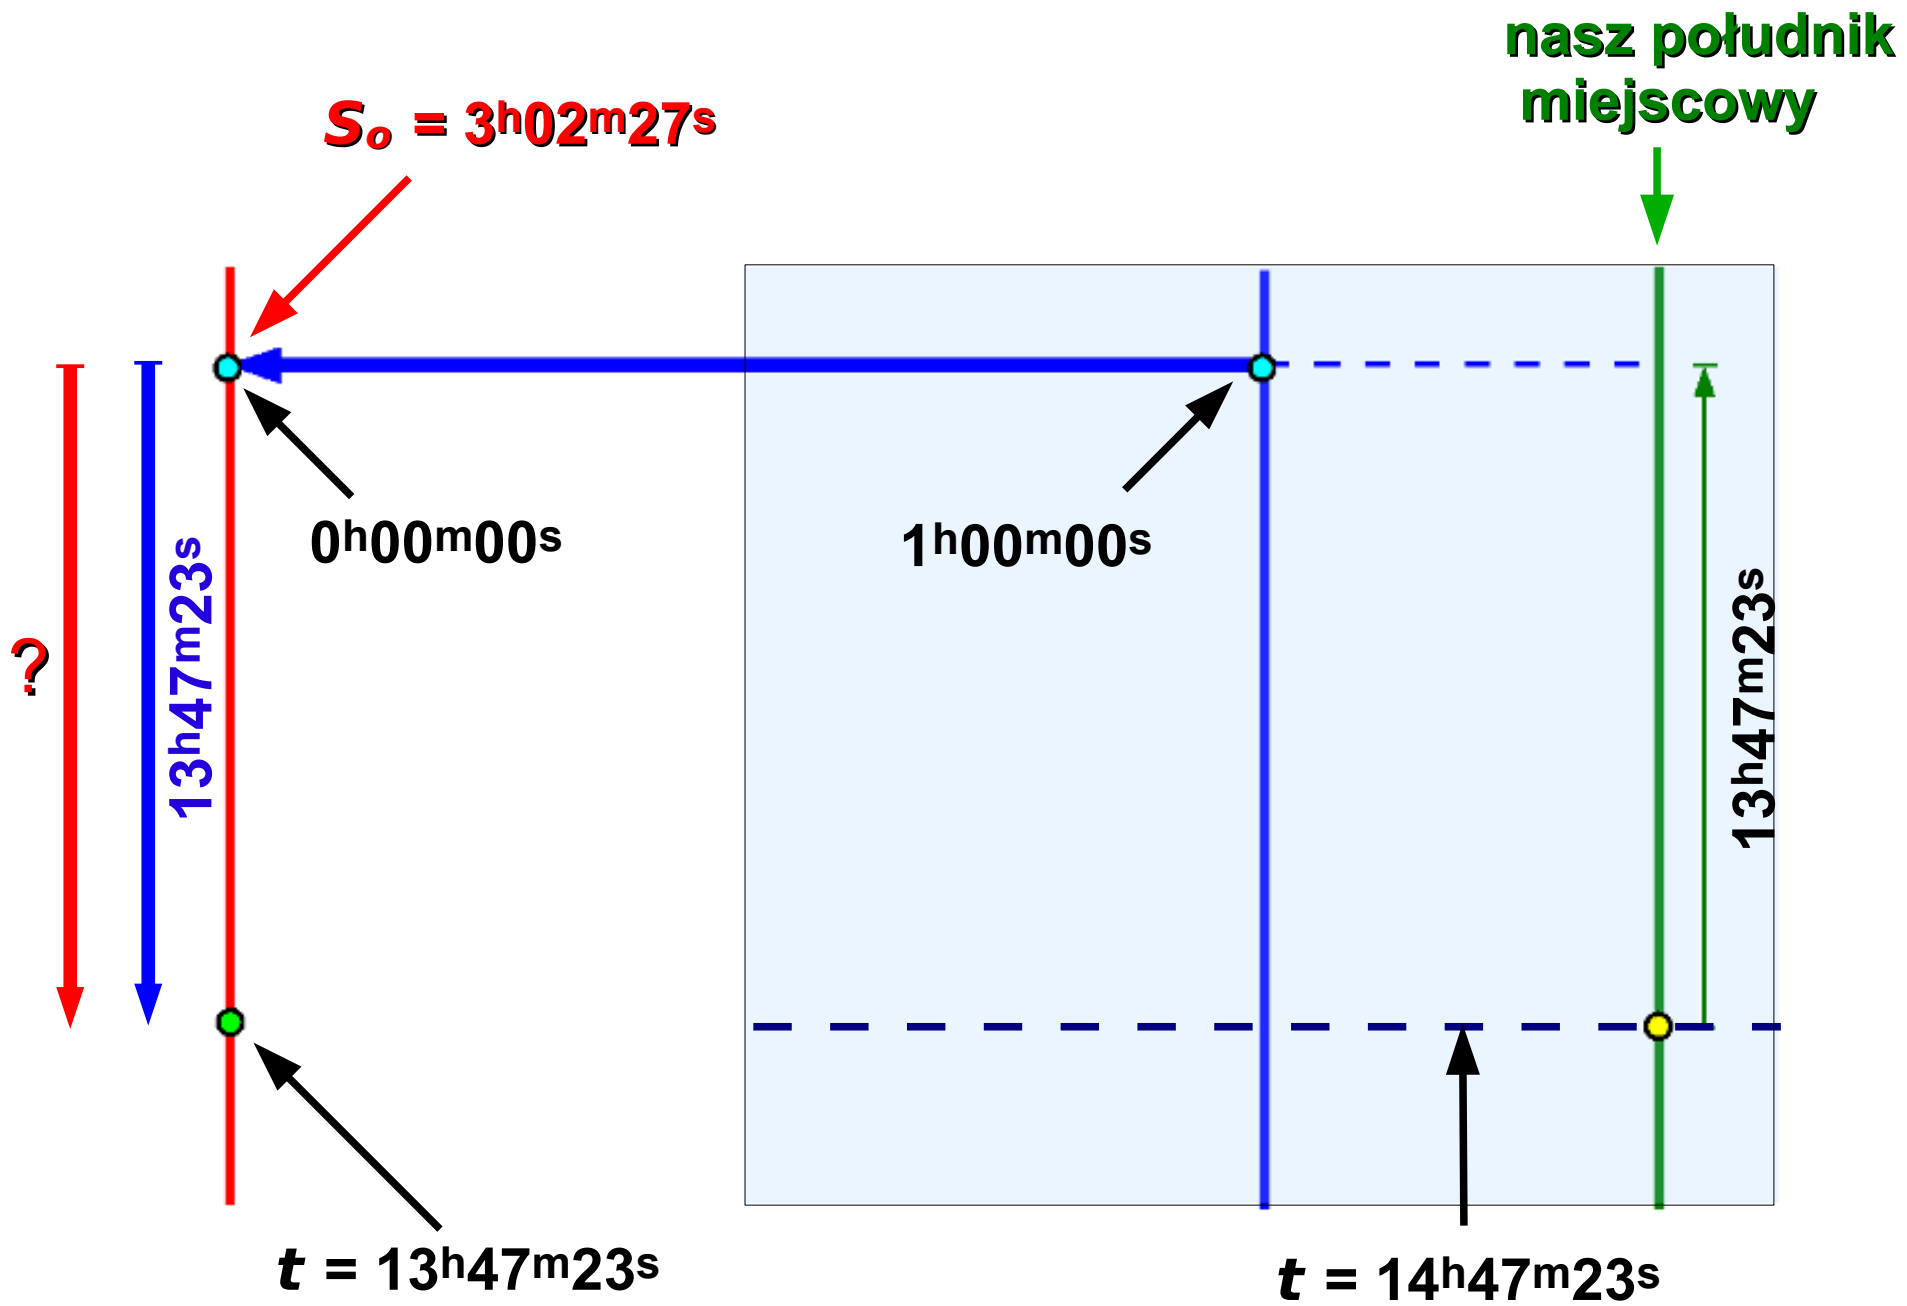 nasz południk
miejscowy
So = 3h02m27s
0h00m00s
1h00m00s
?
13h47m23s
13h47m23s
t = 13h47m23s
t = 14h47m23s